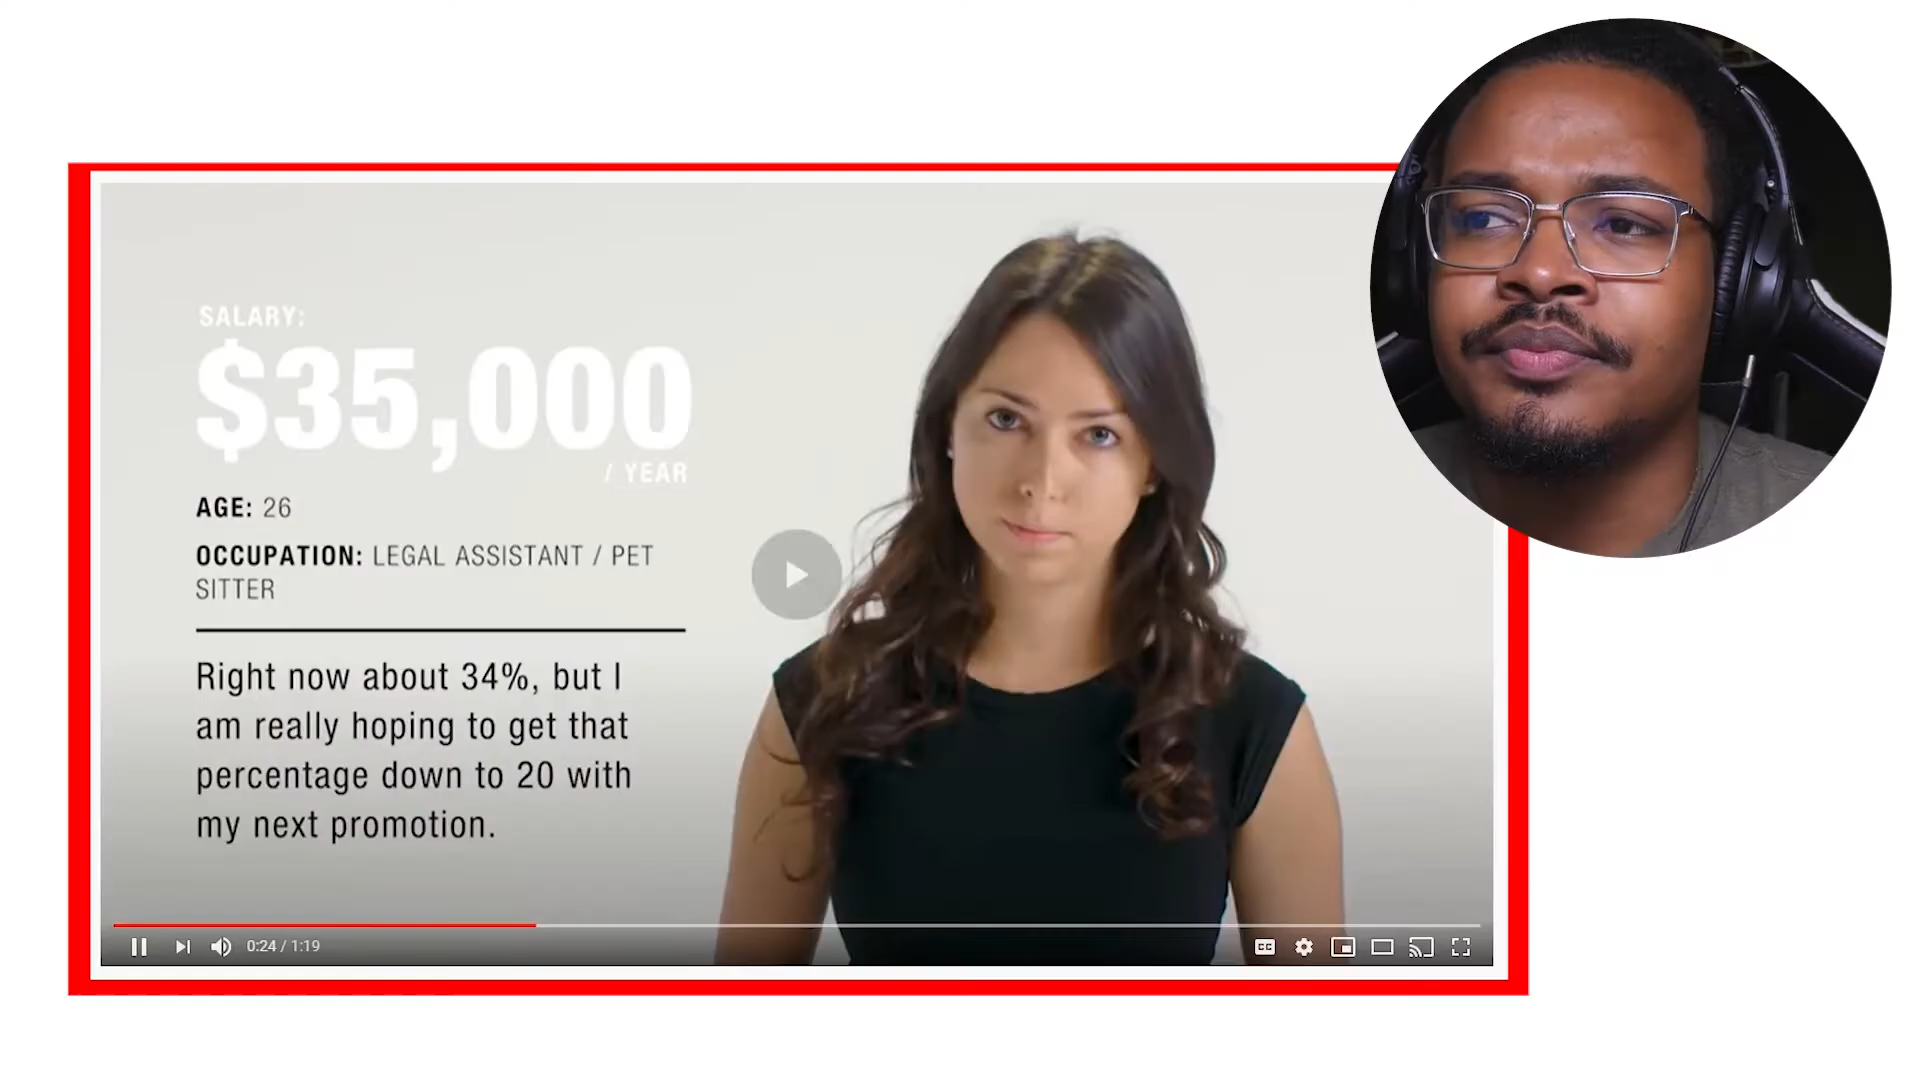 SALARY:
$35,000
/ YEAR
AGE: 26
OCCUPATION: LEGAL ASSISTANT / PET
SITTER
Right now about 34%, but I
am really hoping to get that
percentage down to 20 with
my next promotion.
0:24 / 1:19
CC